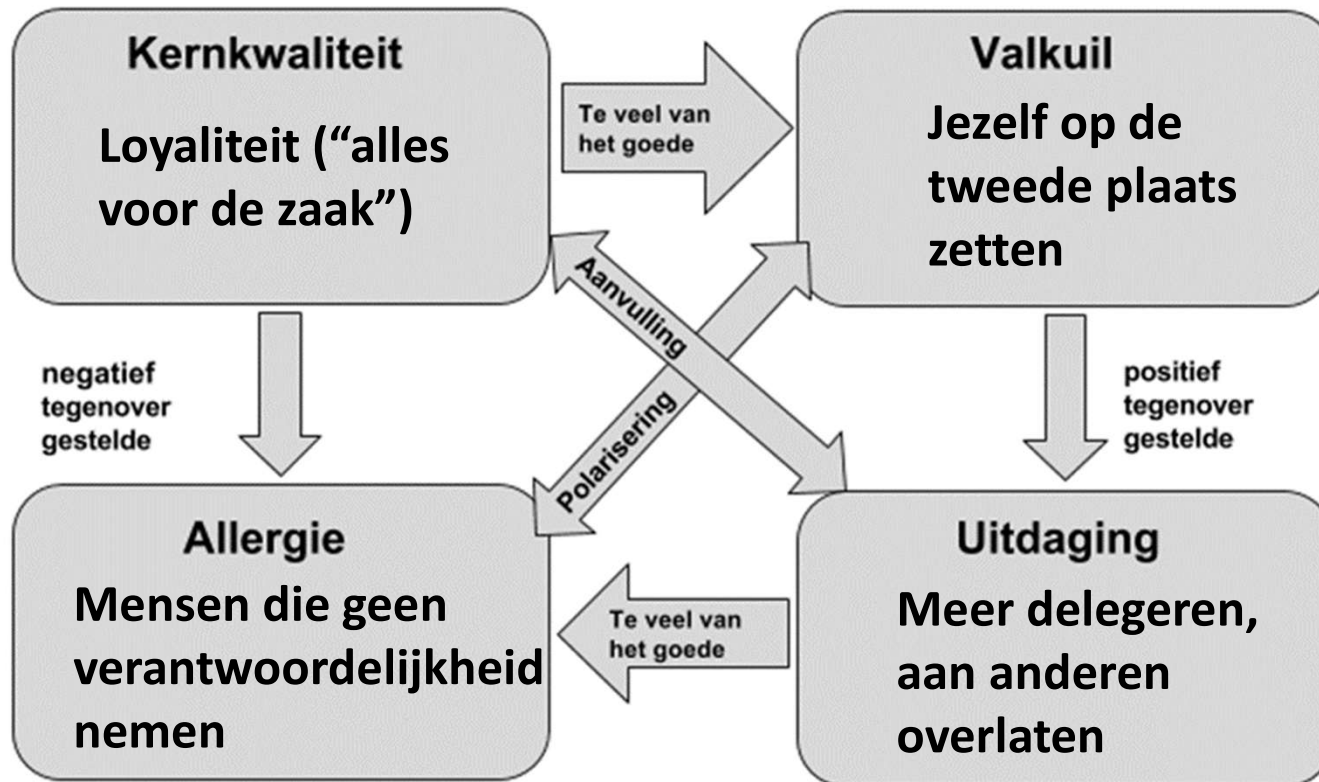 Kernkwaliteit
Loyaliteit (“alles
voor de zaak”)
Te veel van
het goede
Valkuil
Jezelf op de
tweede plaats
zetten
Aanvulling
Polarisering
negatief
tegenover
gestelde
positief
tegenover
gestelde
Allergie
Mensen die geen
verantwoordelijkheid
nemen
Te veel van
het goede
Uitdaging
Meer delegeren,
aan anderen
overlaten